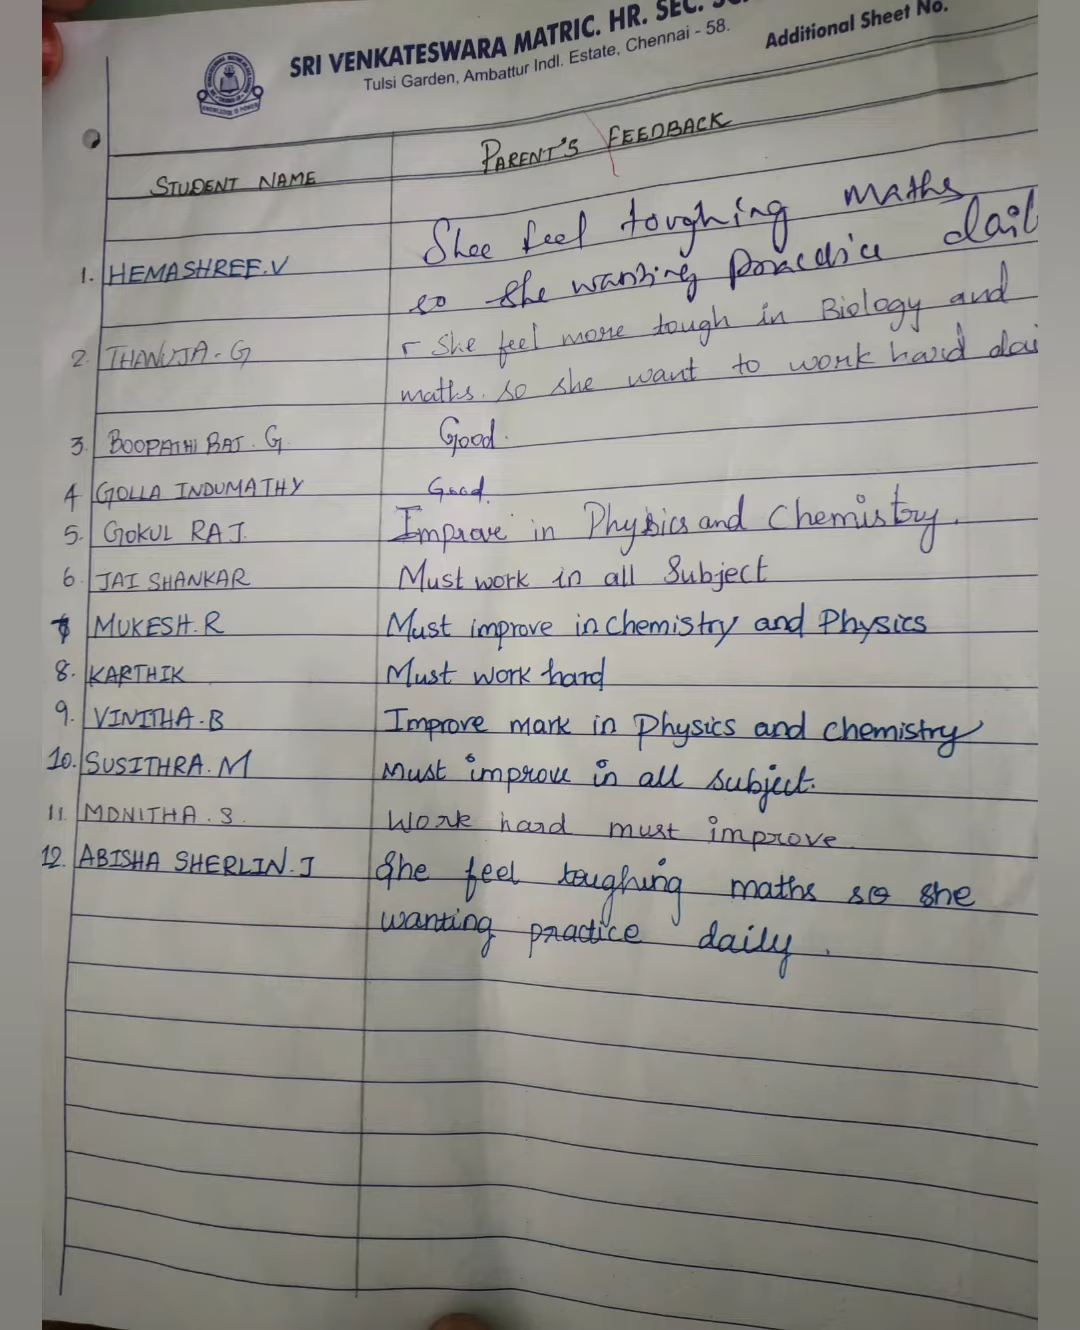 SRI VENKATESWARA MATRIC. HR. SEC.
Tulsi Garden, Ambattur Indl. Estate, Chennai - 58.
Additional Sheet No.
STUDENT NAME PARENT'S FEEDBACK
1. HEMASHREE.V Shee feel toughing maths
so she wanting practice dail
2. THANUJA. G She feel more tough in Biology and
maths. so she want to work hard dai
3. BOOPATHI RAJ. G Good.
4 GOLLA INDUMATHY Good.
5. GOKUL RAJ. Improve in Physics and Chemistry.
6. JAI SHANKAR Must work in all Subject
7 MUKESH.R Must improve in chemistry and Physics
8. KARTHIK Must work hard
9. VINITHA.B Improve mark in Physics and chemistry
10. SUSITHRA.M Must improve in all subject.
11. MONITHA.S Work hard must improve.
12. ABISHA SHERLIN.J She feel toughing maths so she
wanting practice daily.